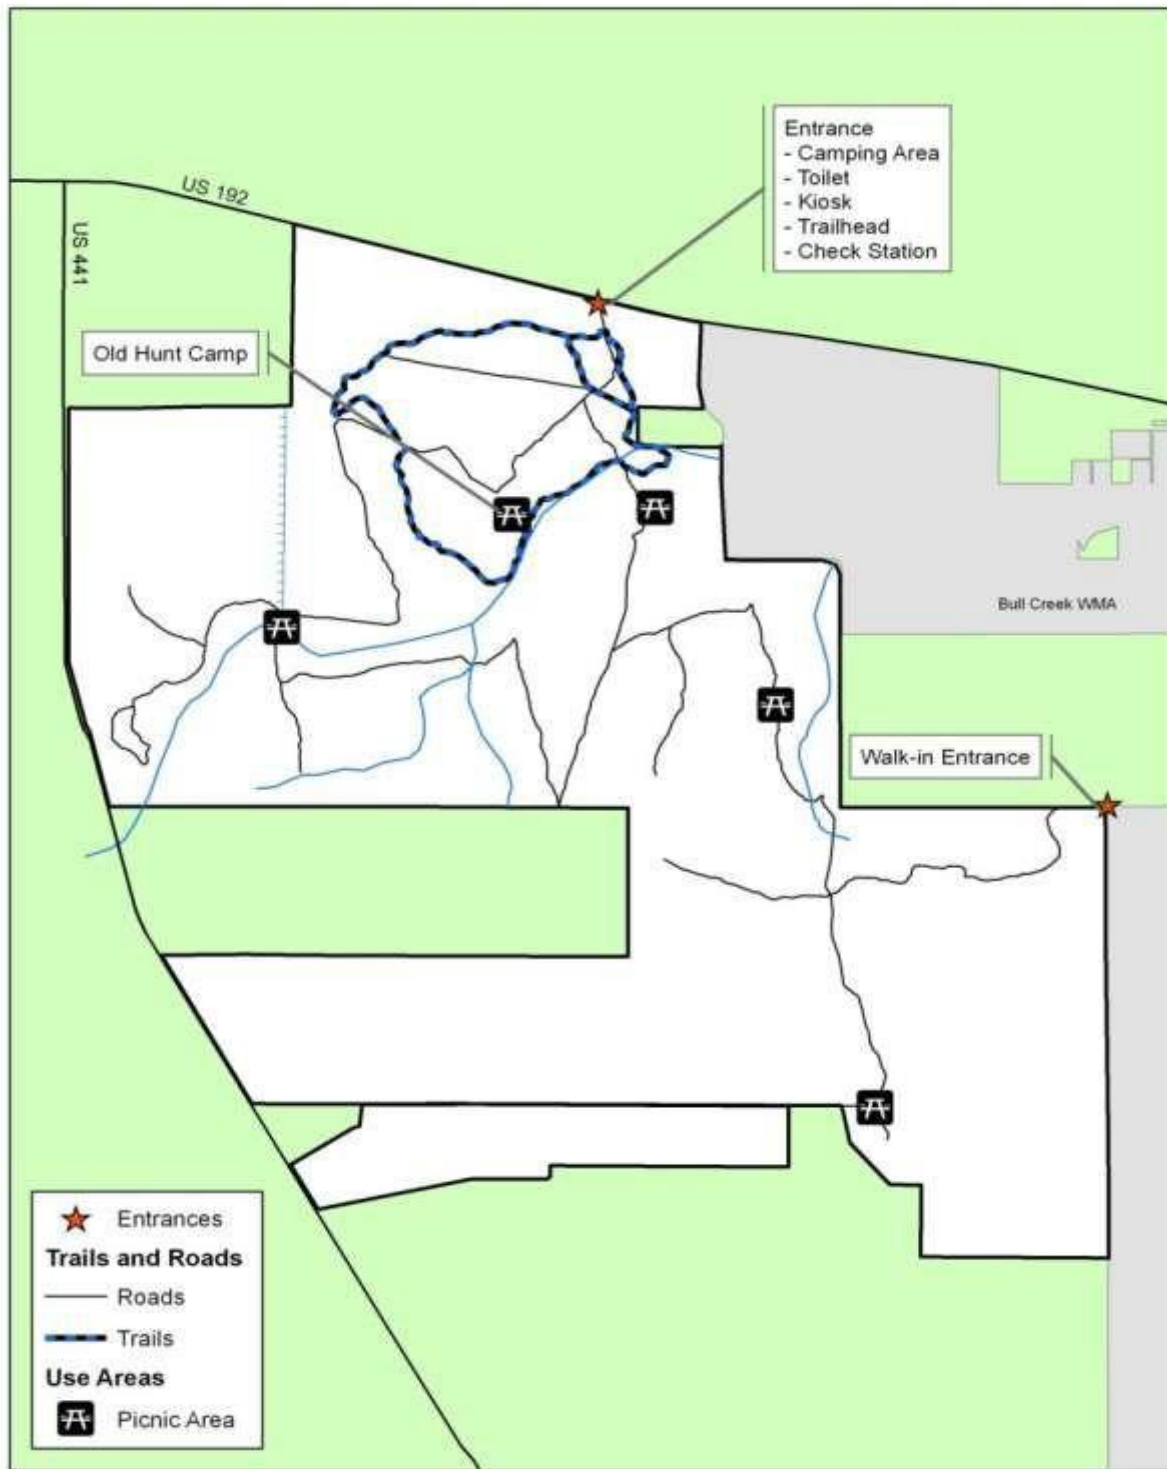 US 192
US 441
Entrance
- Camping Area
- Toilet
- Kiosk
- Trailhead
- Check Station
Old Hunt Camp
Bull Creek WMA
Walk-in Entrance
Entrances
Trails and Roads
Roads
Trails
Use Areas
Picnic Area